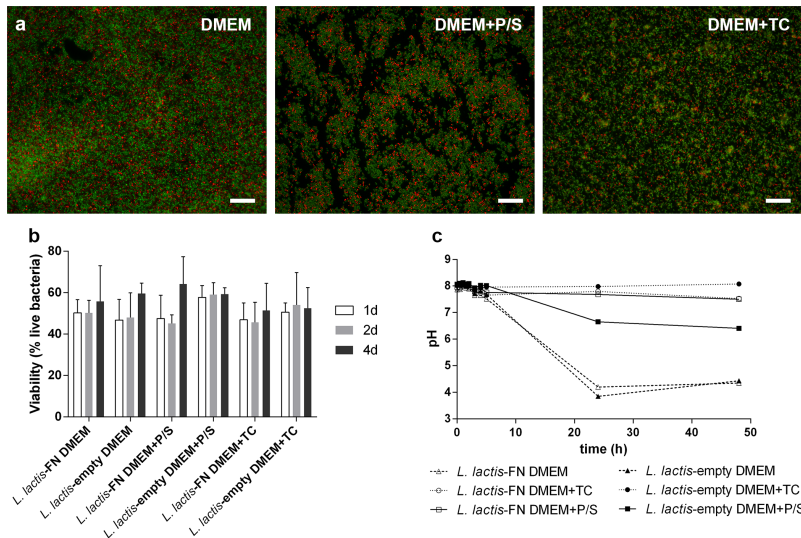 a
DMEM
DMEM+P/S
DMEM+TC
b
Viability (% live bacteria)
80
60
40
20
0
L. lactis-FN DMEM
L. lactis-empty DMEM
L. lactis-FN DMEM+P/S
L. lactis-empty DMEM+P/S
L. lactis-FN DMEM+TC
L. lactis-empty DMEM+TC
1d
2d
4d
c
pH
9
8
7
6
5
4
3
0 10 20 30 40 50
time (h)
L. lactis-FN DMEM L. lactis-empty DMEM
L. lactis-FN DMEM+TC L. lactis-empty DMEM+TC
L. lactis-FN DMEM+P/S L. lactis-empty DMEM+P/S